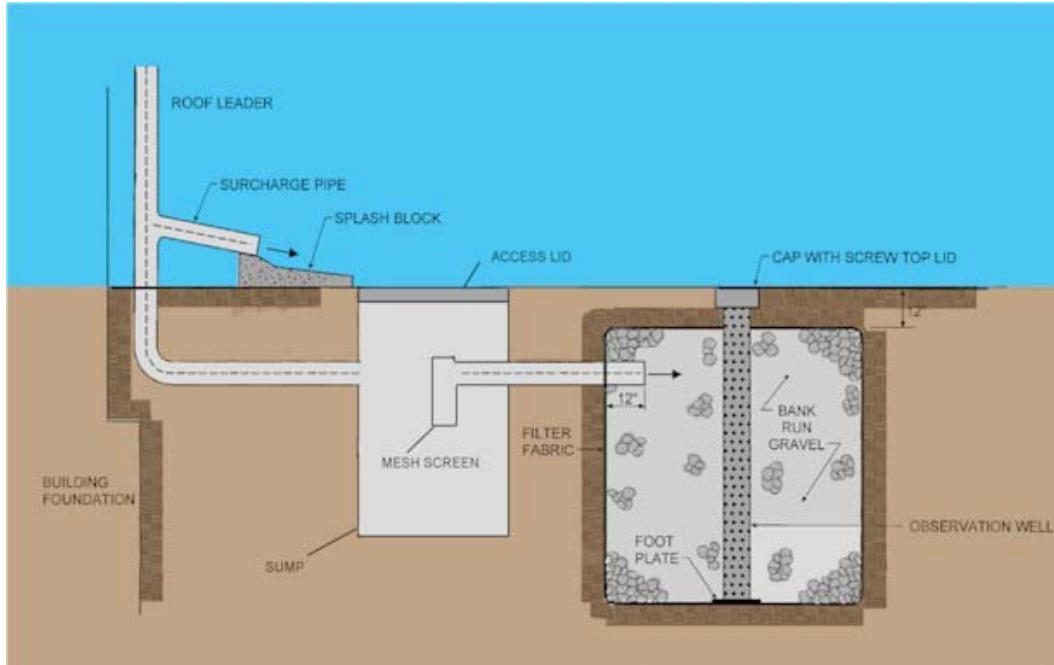 ROOF LEADER
SURCHARGE PIPE
SPLASH BLOCK
ACCESS LID
CAP WITH SCREW TOP LID
12"
12"
BANK
RUN
GRAVEL
FILTER
FABRIC
MESH SCREEN
BUILDING
FOUNDATION
OBSERVATION WELL
FOOT
PLATE
SUMP